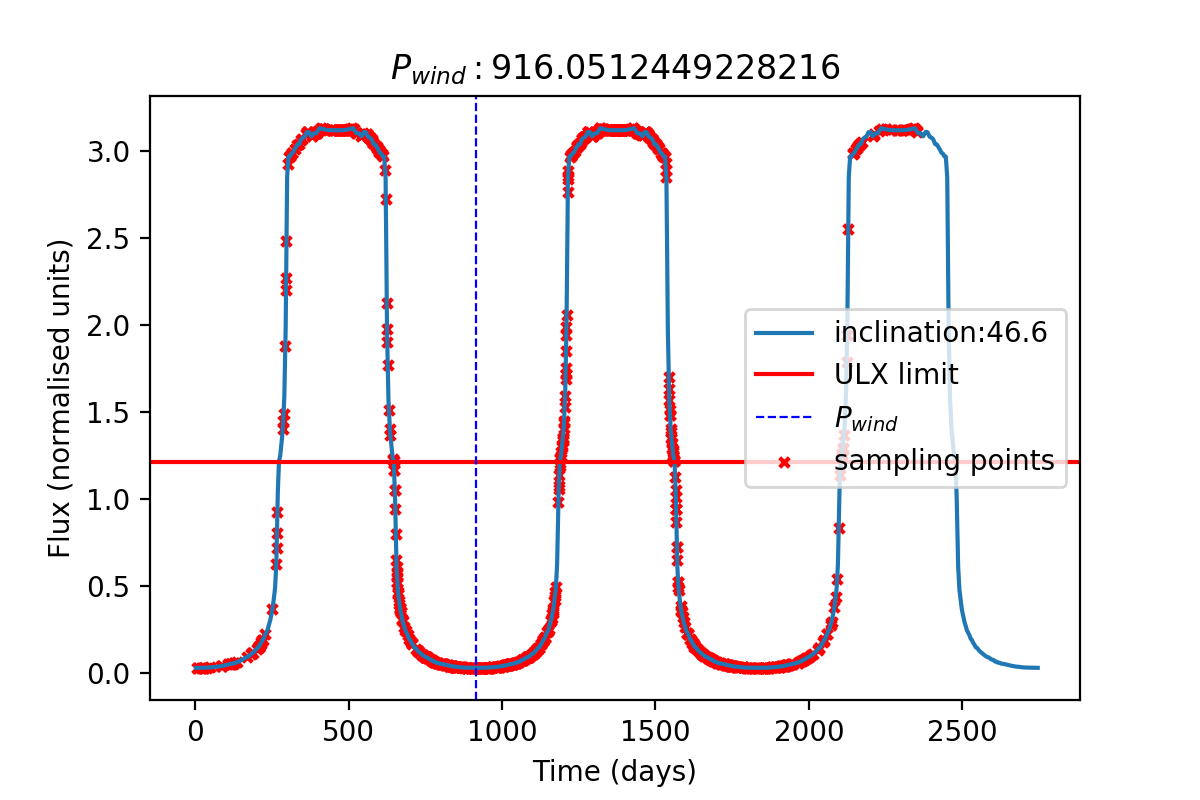 P_wind : 916.0512449228216
Flux (normalised units)
3.0
2.5
2.0
1.5
1.0
0.5
0.0
inclination:46.6
ULX limit
P_wind
sampling points
0 500 1000 1500 2000 2500
Time (days)